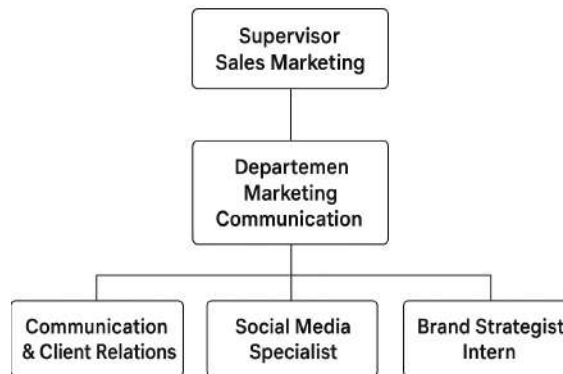 Supervisor
Sales Marketing
Departemen
Marketing
Communication
Communication
& Client Relations
Social Media
Specialist
Brand Strategist
Intern